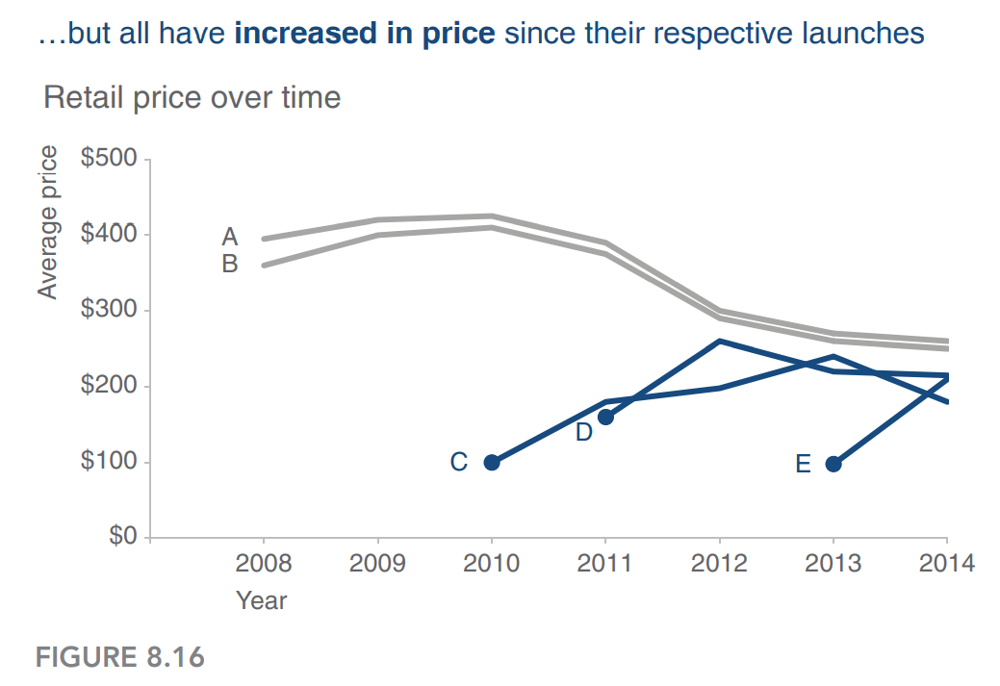 …but all have increased in price since their respective launches
Retail price over time
Average price
$500
$400
$300
$200
$100
$0
A
B
C
D
E
2008 2009 2010 2011 2012 2013 2014
Year
FIGURE 8.16